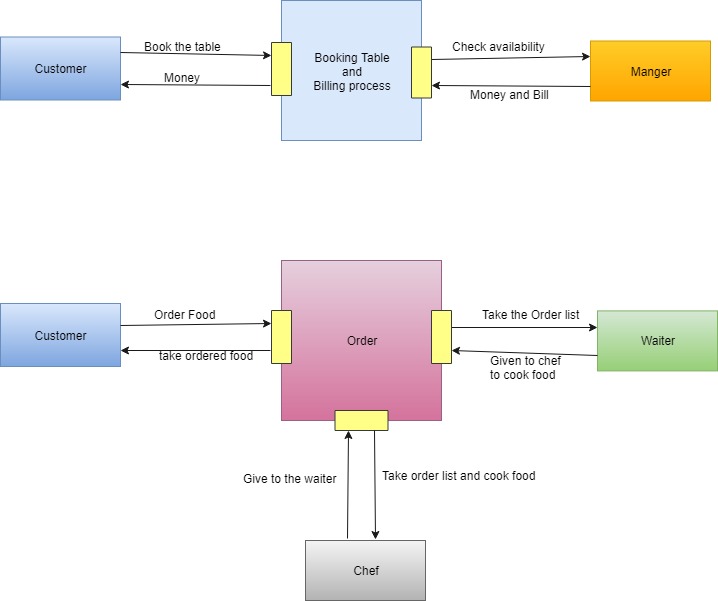 Book the table
Check availability
Customer
Booking Table
and
Billing process
Manger
Money
Money and Bill
Order Food
Take the Order list
Customer
Order
Waiter
take ordered food
Given to chef
to cook food
Give to the waiter
Take order list and cook food
Chef